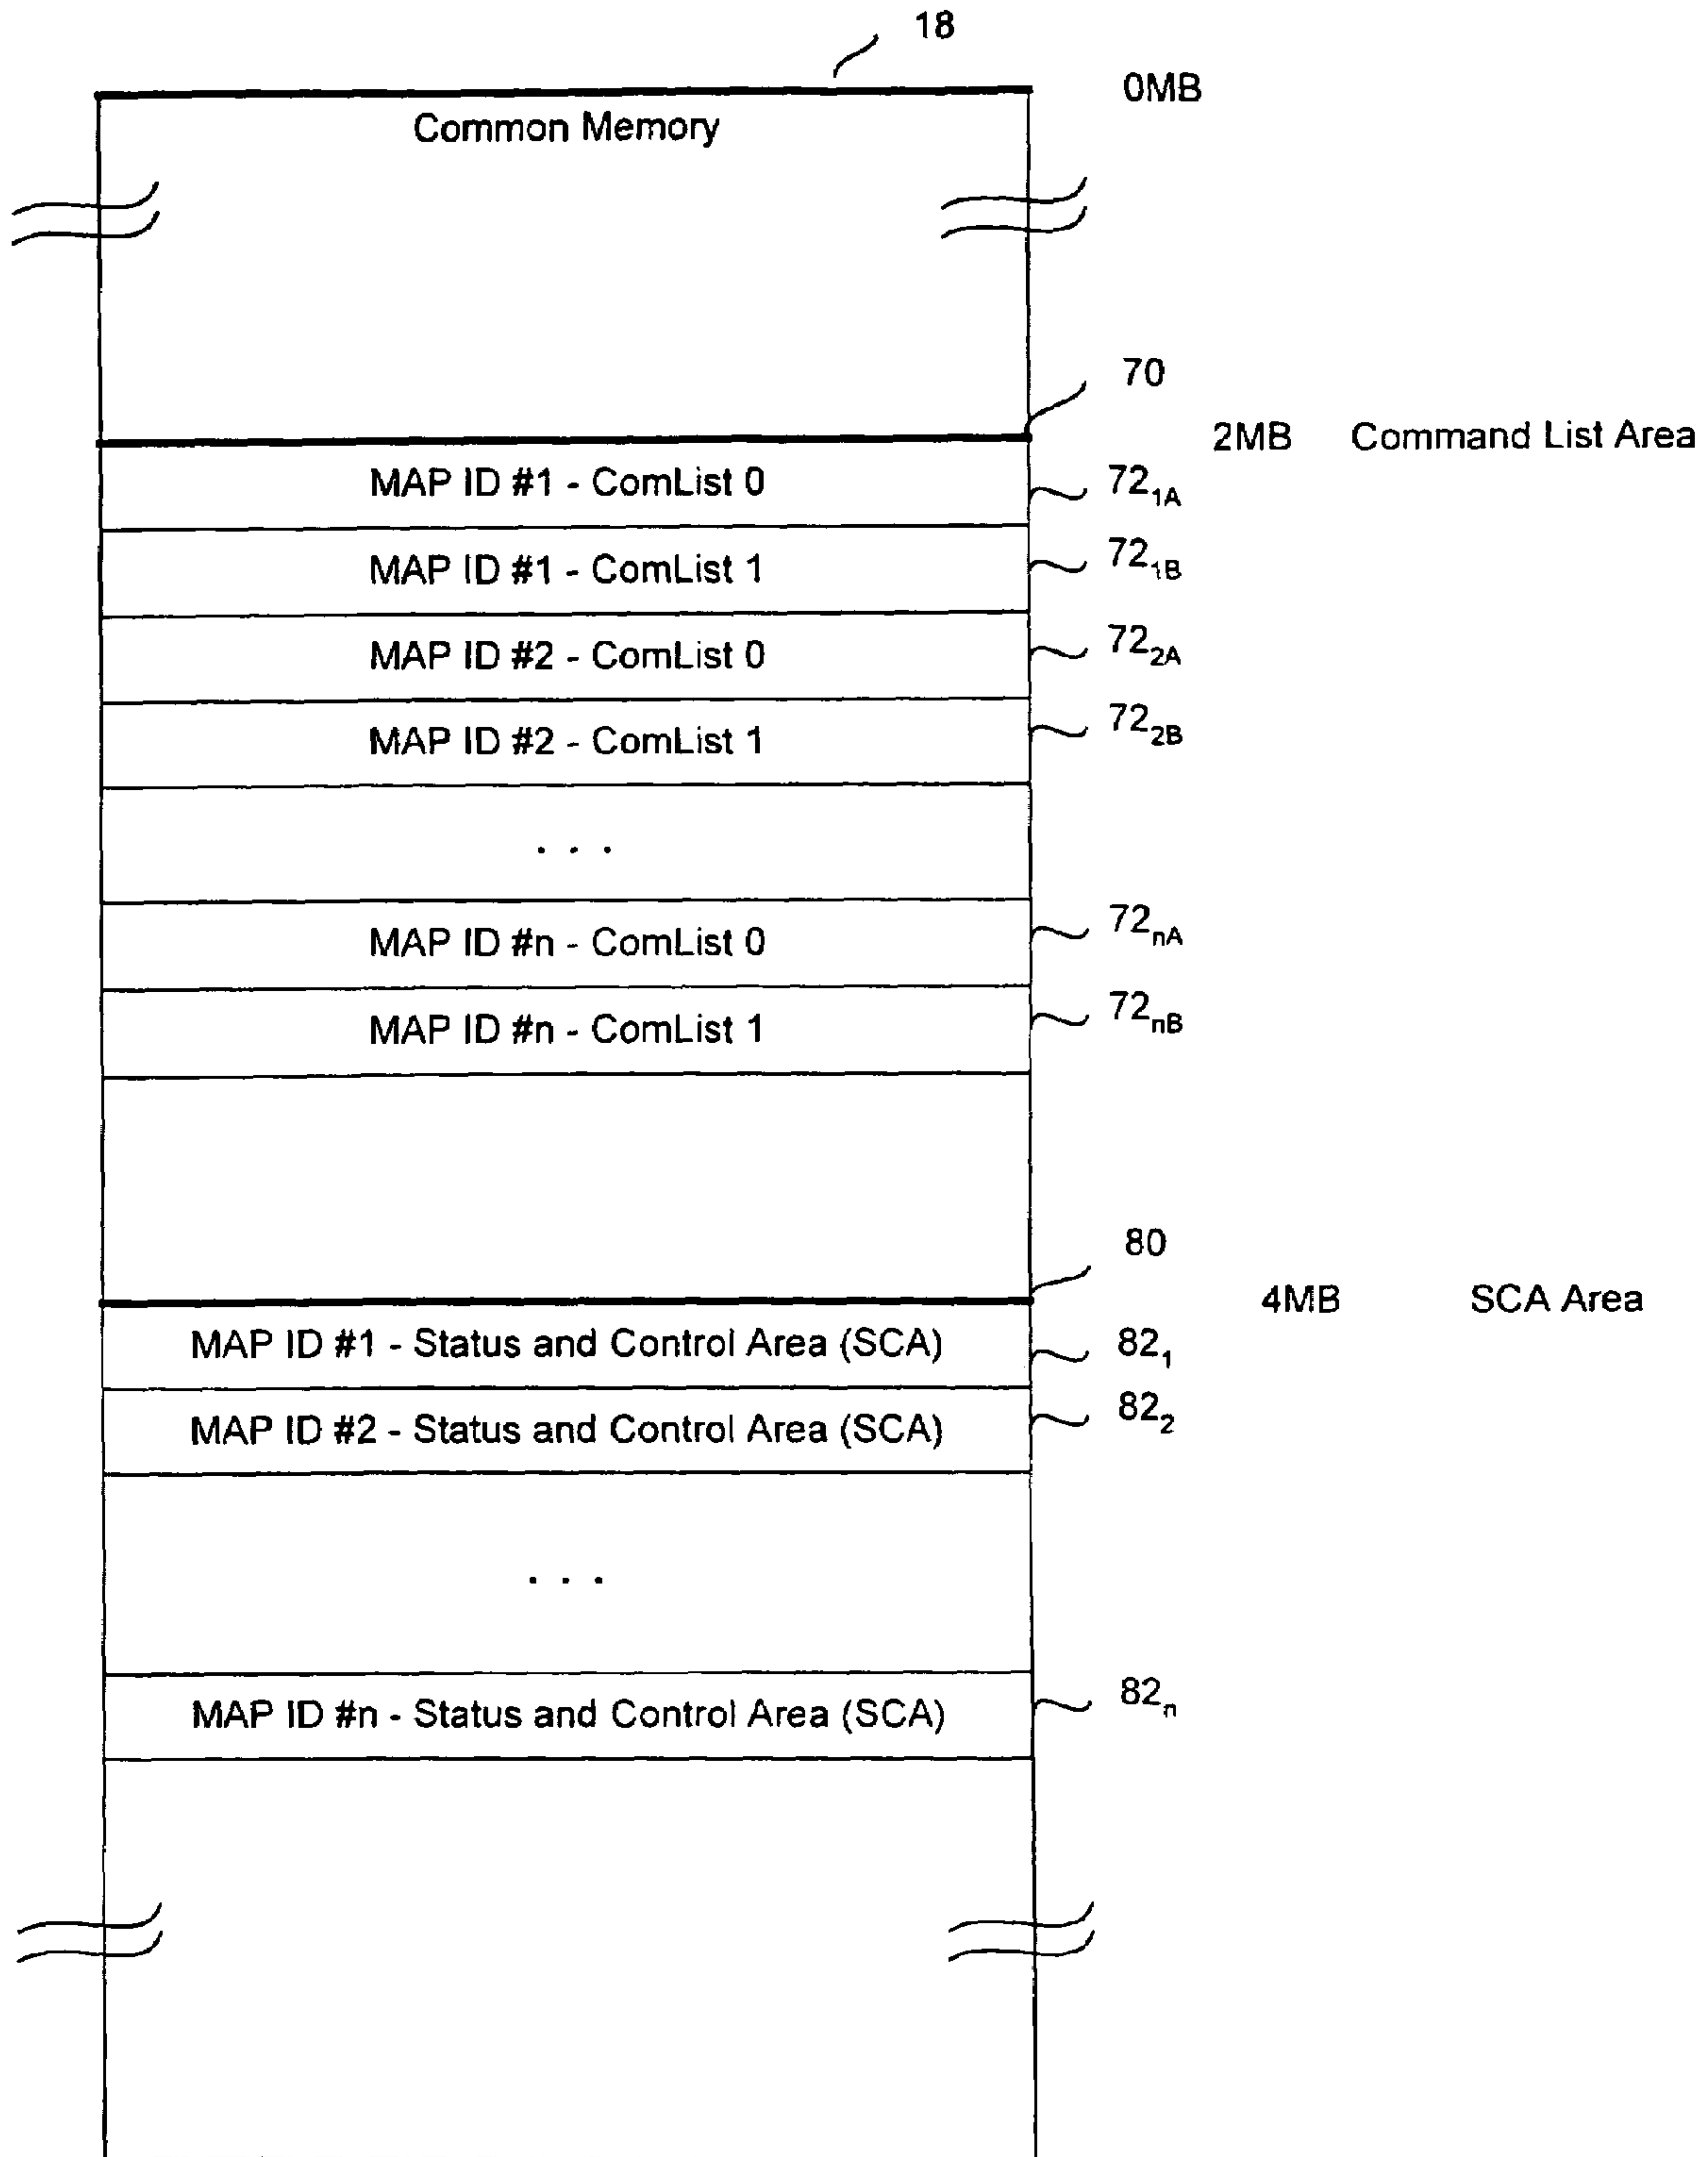 18
0MB
Common Memory
70
2MB Command List Area
MAP ID #1 - ComList 0 72₁A
MAP ID #1 - ComList 1 72₁B
MAP ID #2 - ComList 0 72₂A
MAP ID #2 - ComList 1 72₂B
. . .
MAP ID #n - ComList 0 72nA
MAP ID #n - ComList 1 72nB
80
4MB SCA Area
MAP ID #1 - Status and Control Area (SCA) 82₁
MAP ID #2 - Status and Control Area (SCA) 82₂
. . .
MAP ID #n - Status and Control Area (SCA) 82n